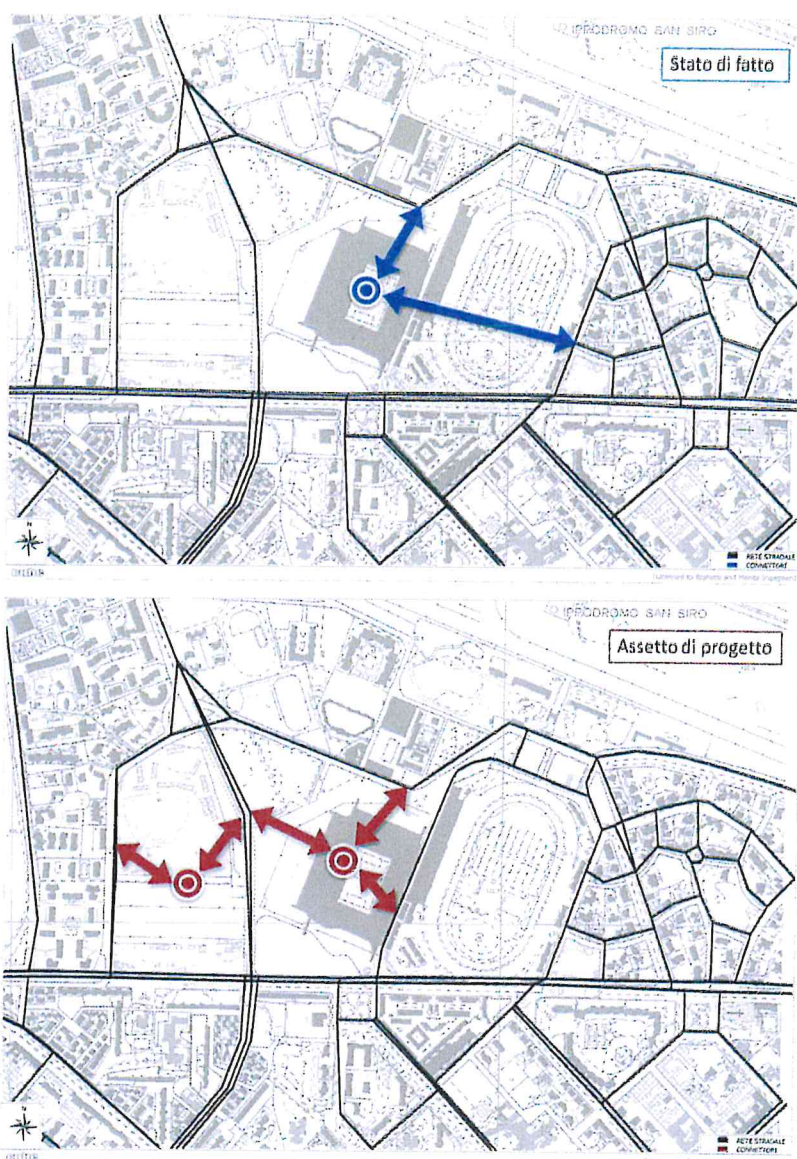 IPPODROMO SAN SIRO
Stato di fatto
N
RETE STRADALE
CONNETTORI
IPPODROMO SAN SIRO
Assetto di progetto
N
RETE STRADALE
CONNETTORI